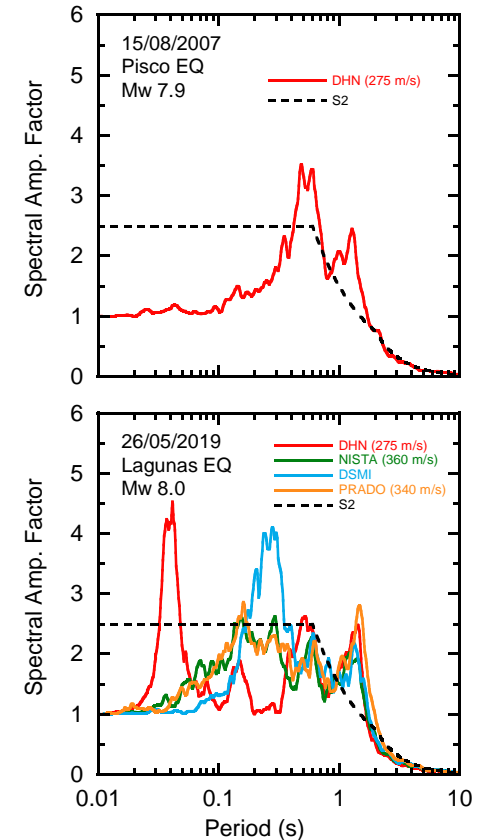 6
5
4
3
2
1
0
Spectral Amp. Factor
15/08/2007
Pisco EQ
Mw 7.9
DHN (275 m/s)
S2
6
5
4
3
2
1
0
Spectral Amp. Factor
26/05/2019
Lagunas EQ
Mw 8.0
DHN (275 m/s)
NISTA (360 m/s)
DSMI
PRADO (340 m/s)
S2
0.01 0.1 1 10
Period (s)